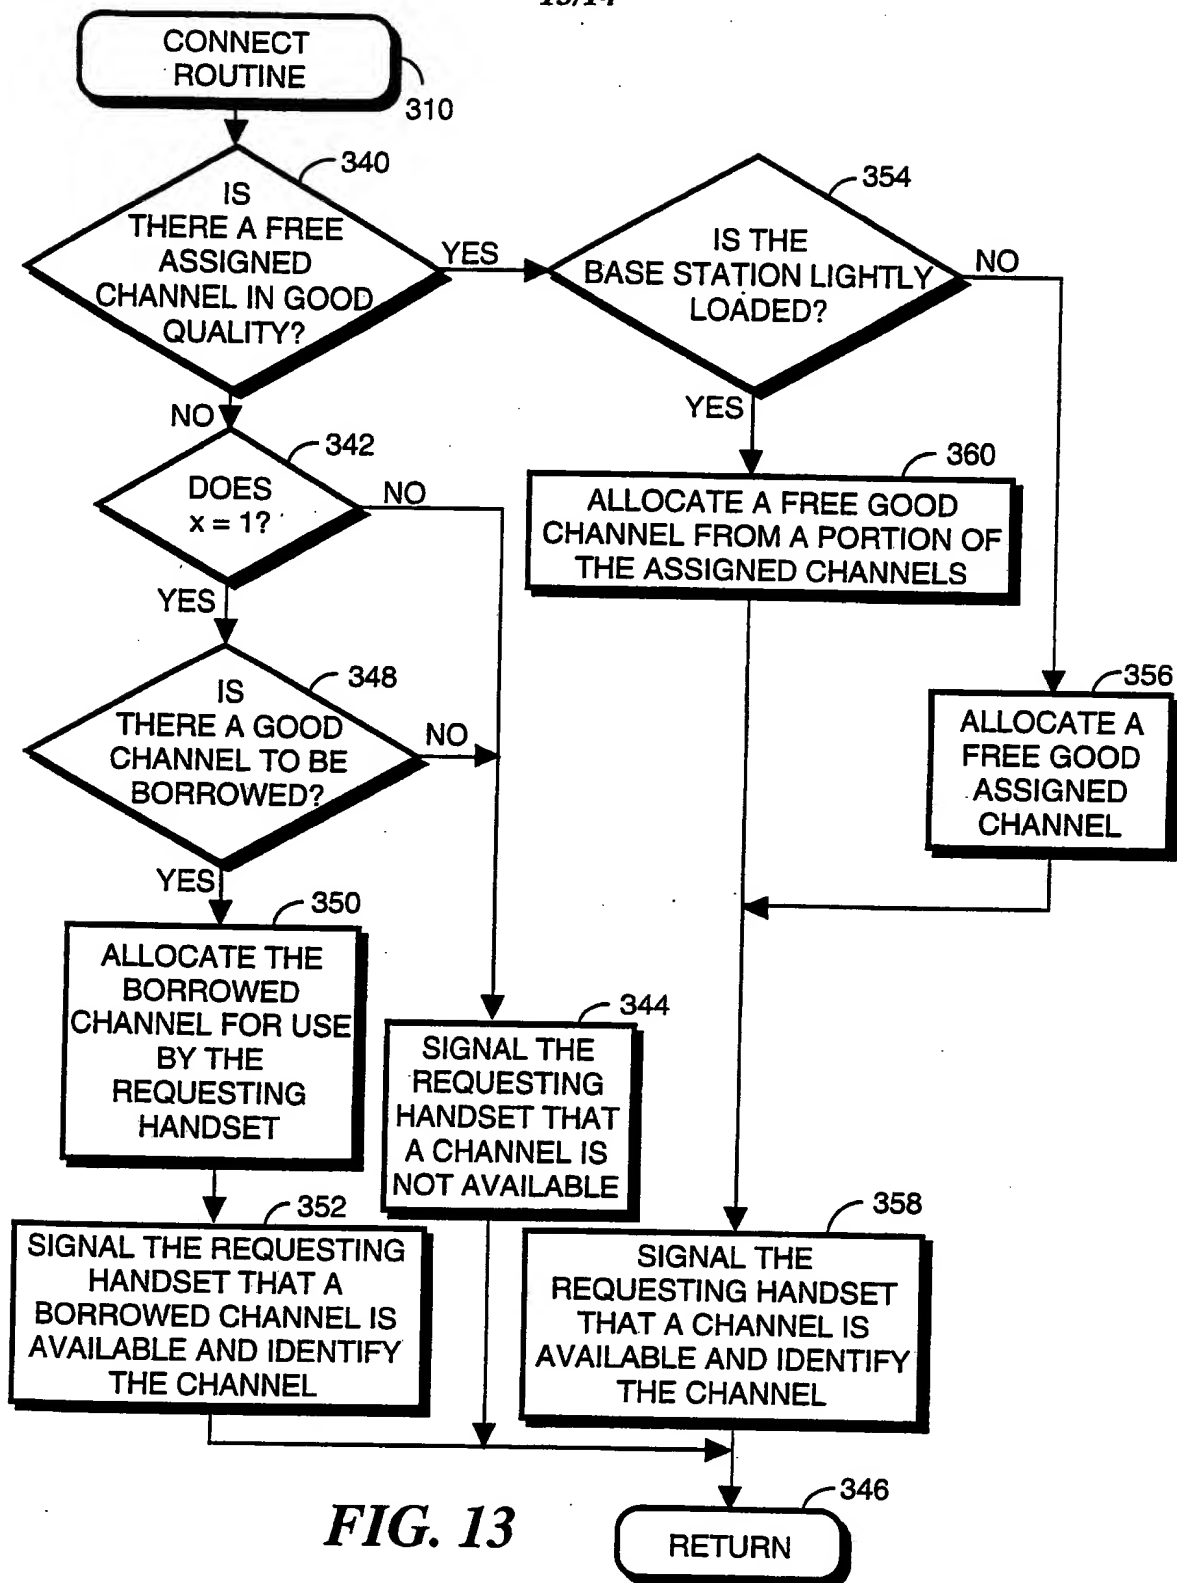 13/14
CONNECT
ROUTINE
310
340
IS
THERE A FREE
ASSIGNED
CHANNEL IN GOOD
QUALITY?
YES
354
IS THE
BASE STATION LIGHTLY
LOADED?
NO
NO
342
DOES
x = 1?
NO
YES
YES
360
ALLOCATE A FREE GOOD
CHANNEL FROM A PORTION OF
THE ASSIGNED CHANNELS
348
IS
THERE A GOOD
CHANNEL TO BE
BORROWED?
NO
356
ALLOCATE A
FREE GOOD
ASSIGNED
CHANNEL
YES
350
ALLOCATE THE
BORROWED
CHANNEL FOR USE
BY THE
REQUESTING
HANDSET
344
SIGNAL THE
REQUESTING
HANDSET THAT
A CHANNEL IS
NOT AVAILABLE
352
SIGNAL THE REQUESTING
HANDSET THAT A
BORROWED CHANNEL IS
AVAILABLE AND IDENTIFY
THE CHANNEL
358
SIGNAL THE
REQUESTING HANDSET
THAT A CHANNEL IS
AVAILABLE AND IDENTIFY
THE CHANNEL
346
RETURN
FIG. 13